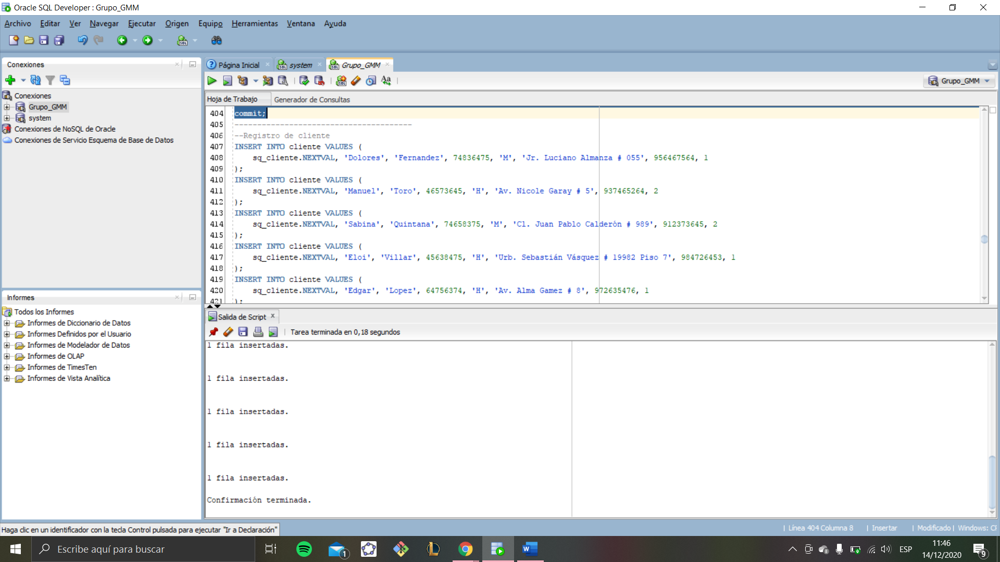 Oracle SQL Developer : Grupo_GMM
Archivo Editar Ver Navegar Ejecutar Origen Equipo Herramientas Ventana Ayuda
Conexiones
Conexiones
Grupo_GMM
system
Conexiones de NoSQL de Oracle
Conexiones de Servicio Esquema de Base de Datos
Informes
Todos los Informes
Informes de Diccionario de Datos
Informes Definidos por el Usuario
Informes de Modelador de Datos
Informes de OLAP
Informes de TimesTen
Informes de Vista Analítica
Página Inicial system Grupo_GMM
Grupo_GMM
Hoja de Trabajo Generador de Consultas
404 commit;
405 ---------------------------------------
406 --Registro de cliente
407 INSERT INTO cliente VALUES (
408 sq_cliente.NEXTVAL, 'Dolores', 'Fernandez', 74836475, 'M', 'Jr. Luciano Almanza # 055', 956467564, 1
409 );
410 INSERT INTO cliente VALUES (
411 sq_cliente.NEXTVAL, 'Manuel', 'Toro', 46573645, 'H', 'Av. Nicole Garay # 5', 937465264, 2
412 );
413 INSERT INTO cliente VALUES (
414 sq_cliente.NEXTVAL, 'Sabina', 'Quintana', 74658375, 'M', 'Cl. Juan Pablo Calderón # 989', 912373645, 2
415 );
416 INSERT INTO cliente VALUES (
417 sq_cliente.NEXTVAL, 'Eloi', 'Villar', 45638475, 'H', 'Urb. Sebastián Vásquez # 19982 Piso 7', 984726453, 1
418 );
419 INSERT INTO cliente VALUES (
420 sq_cliente.NEXTVAL, 'Edgar', 'Lopez', 64756374, 'H', 'Av. Alma Gamez # 8', 972635476, 1
421 );
Salida de Script
Tarea terminada en 0,18 segundos
1 fila insertadas.
1 fila insertadas.
1 fila insertadas.
1 fila insertadas.
1 fila insertadas.
Confirmación terminada.
Haga clic en un identificador con la tecla Control pulsada para ejecutar "Ir a Declaración"
Línea 404 Columna 8 | Insertar | Modificado | Windows: CF
Escribe aquí para buscar
1
ESP
11:46
14/12/2020
9